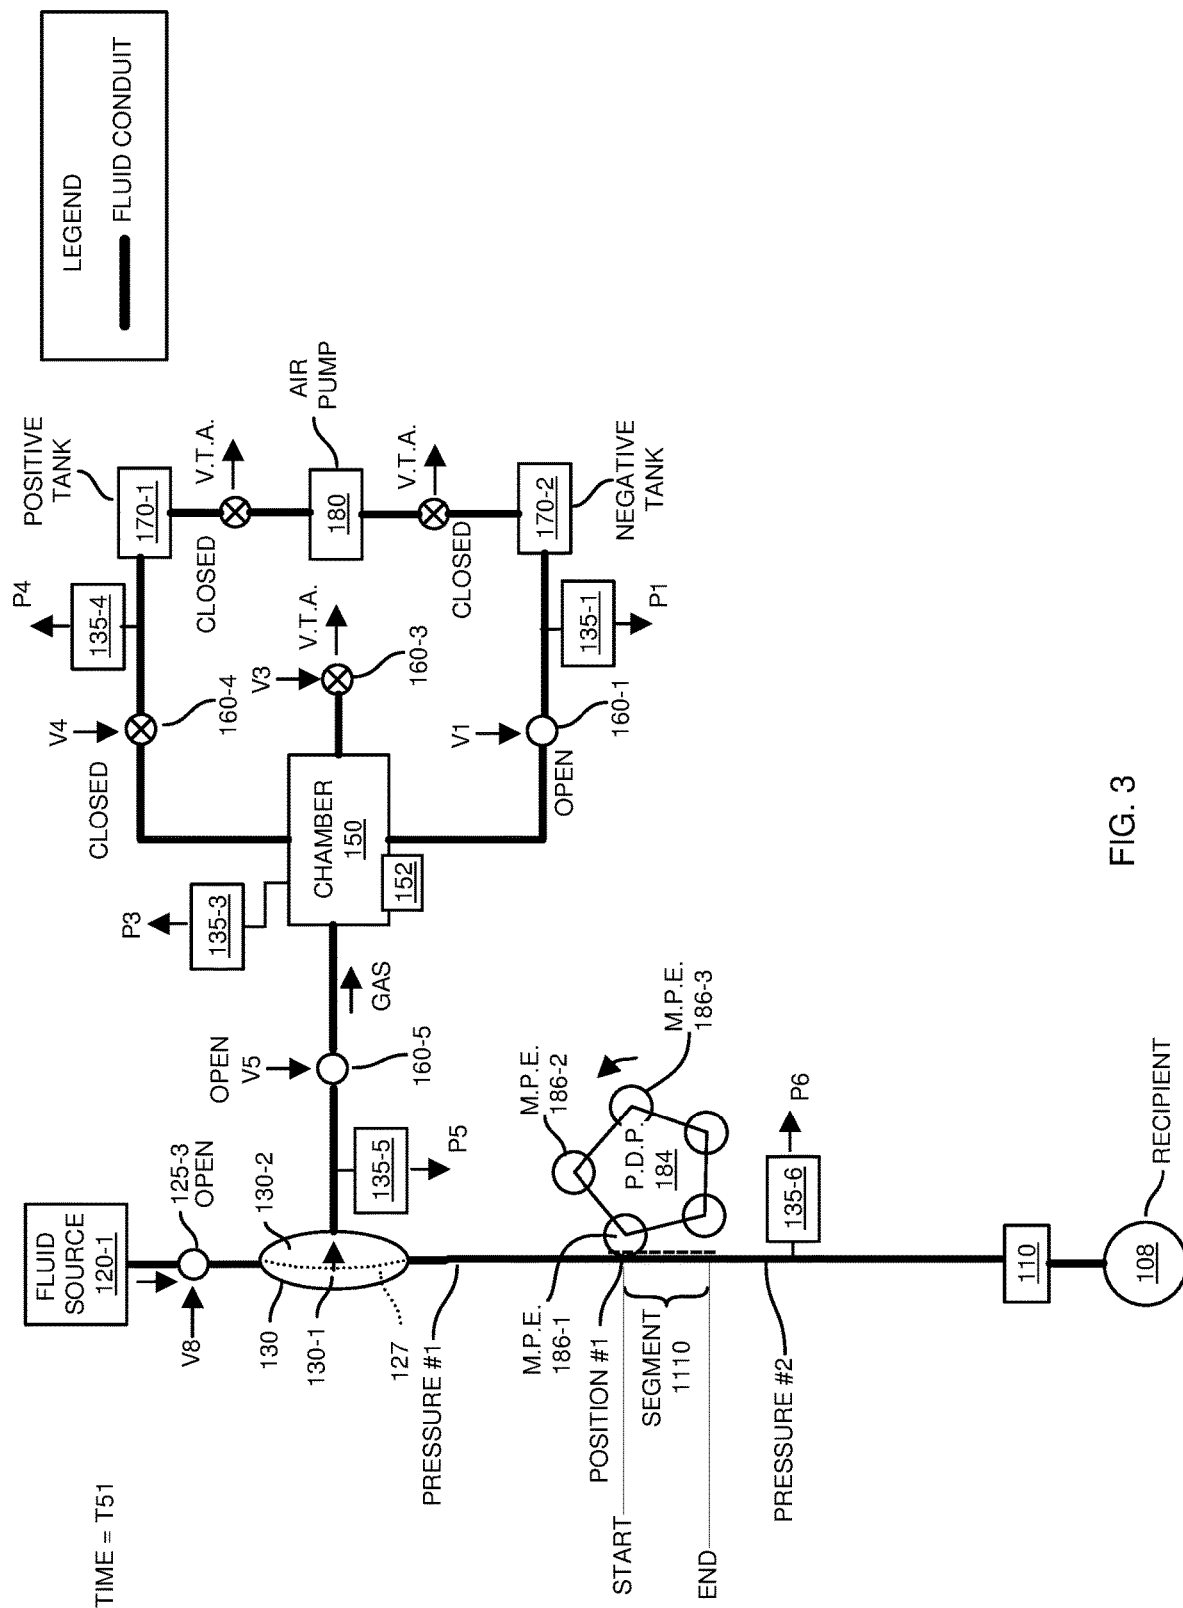 TIME = T51
FLUID
SOURCE
120-1
V8
125-3
OPEN
130
130-1
127
130-2
135-5
P5
OPEN
V5
160-5
GAS
P3
135-3
CHAMBER
150
152
CLOSED
V4
160-4
P4
135-4
POSITIVE
TANK
170-1
V3
160-3
V.T.A.
CLOSED
V.T.A.
180
AIR
PUMP
CLOSED
V.T.A.
170-2
NEGATIVE
TANK
V1
OPEN
160-1
135-1
P1
LEGEND
FLUID CONDUIT
PRESSURE #1
M.P.E.
186-1
M.P.E.
186-2
M.P.E.
186-3
P.D.P.
184
POSITION #1
START
SEGMENT
1110
END
PRESSURE #2
135-6
P6
110
108
RECIPIENT
FIG. 3